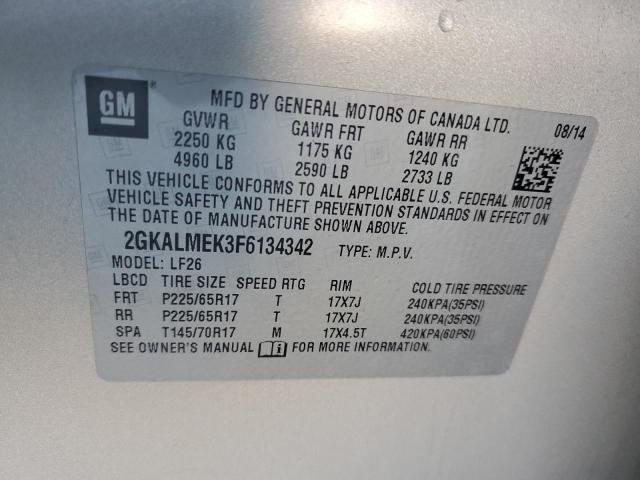 GM ®
MFD BY GENERAL MOTORS OF CANADA LTD. 08/14
GVWR GAWR FRT GAWR RR
2250 KG 1175 KG 1240 KG
4960 LB 2590 LB 2733 LB
THIS VEHICLE CONFORMS TO ALL APPLICABLE U.S. FEDERAL MOTOR
VEHICLE SAFETY AND THEFT PREVENTION STANDARDS IN EFFECT ON
THE DATE OF MANUFACTURE SHOWN ABOVE.
2GKALMEK3F6134342 TYPE: M.P.V.
MODEL: LF26
LBCD TIRE SIZE SPEED RTG RIM COLD TIRE PRESSURE
FRT P225/65R17 T 17X7J 240KPA(35PSI)
RR P225/65R17 T 17X7J 240KPA(35PSI)
SPA T145/70R17 M 17X4.5T 420KPA(60PSI)
SEE OWNER'S MANUAL FOR MORE INFORMATION.